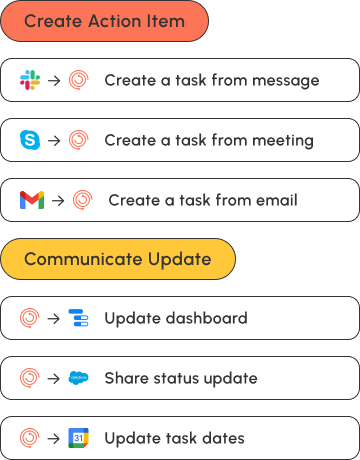 Create Action Item
Create a task from message
Create a task from meeting
Create a task from email
Communicate Update
Update dashboard
Share status update
31
Update task dates